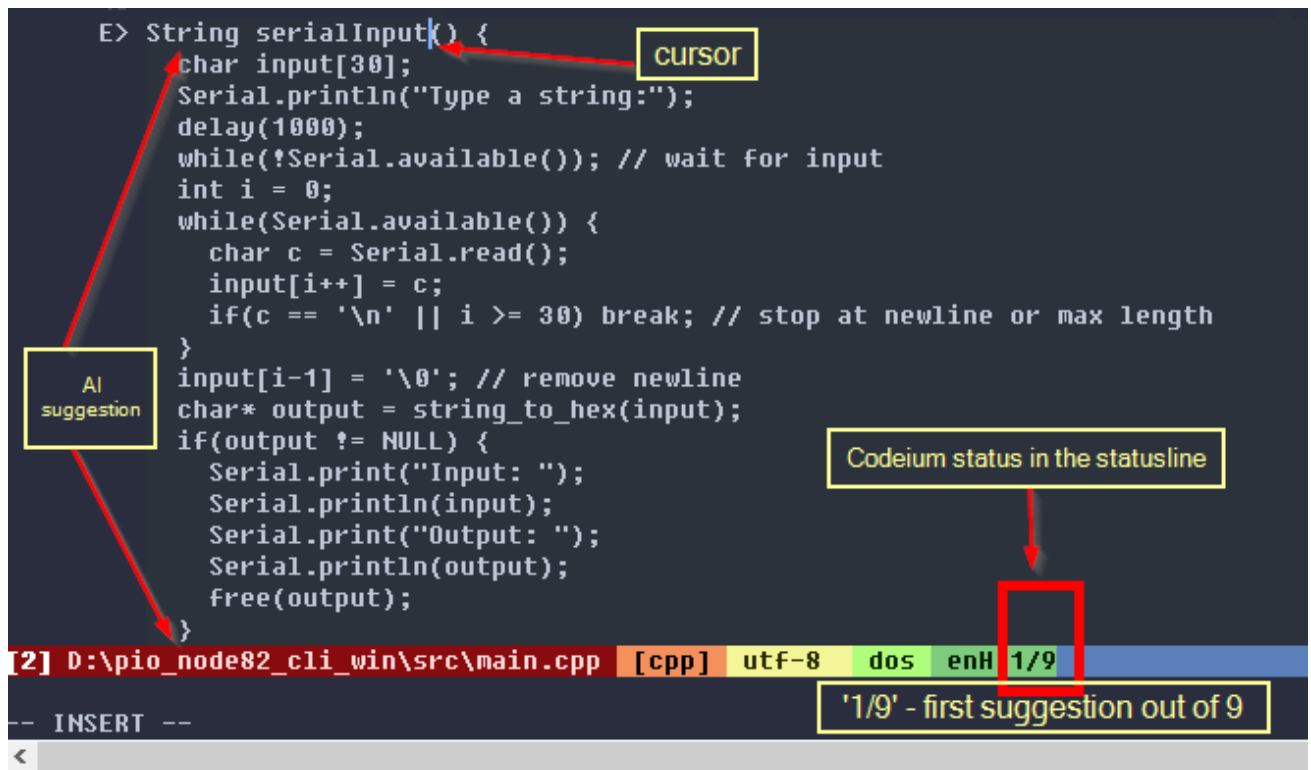 E> String serialInput() {
cursor
char input[30];
Serial.println("Type a string:");
delay(1000);
while(!Serial.available()); // wait for input
int i = 0;
while(Serial.available()) {
char c = Serial.read();
input[i++] = c;
if(c == '\n' || i >= 30) break; // stop at newline or max length
}
AI
suggestion
input[i-1] = '\0'; // remove newline
char* output = string_to_hex(input);
if(output != NULL) {
Codeium status in the statusline
Serial.print("Input: ");
Serial.println(input);
Serial.print("Output: ");
Serial.println(output);
free(output);
}
[2] D:\pio_node82_cli_win\src\main.cpp [cpp] utf-8 dos enH 1/9
'1/9' - first suggestion out of 9
-- INSERT --